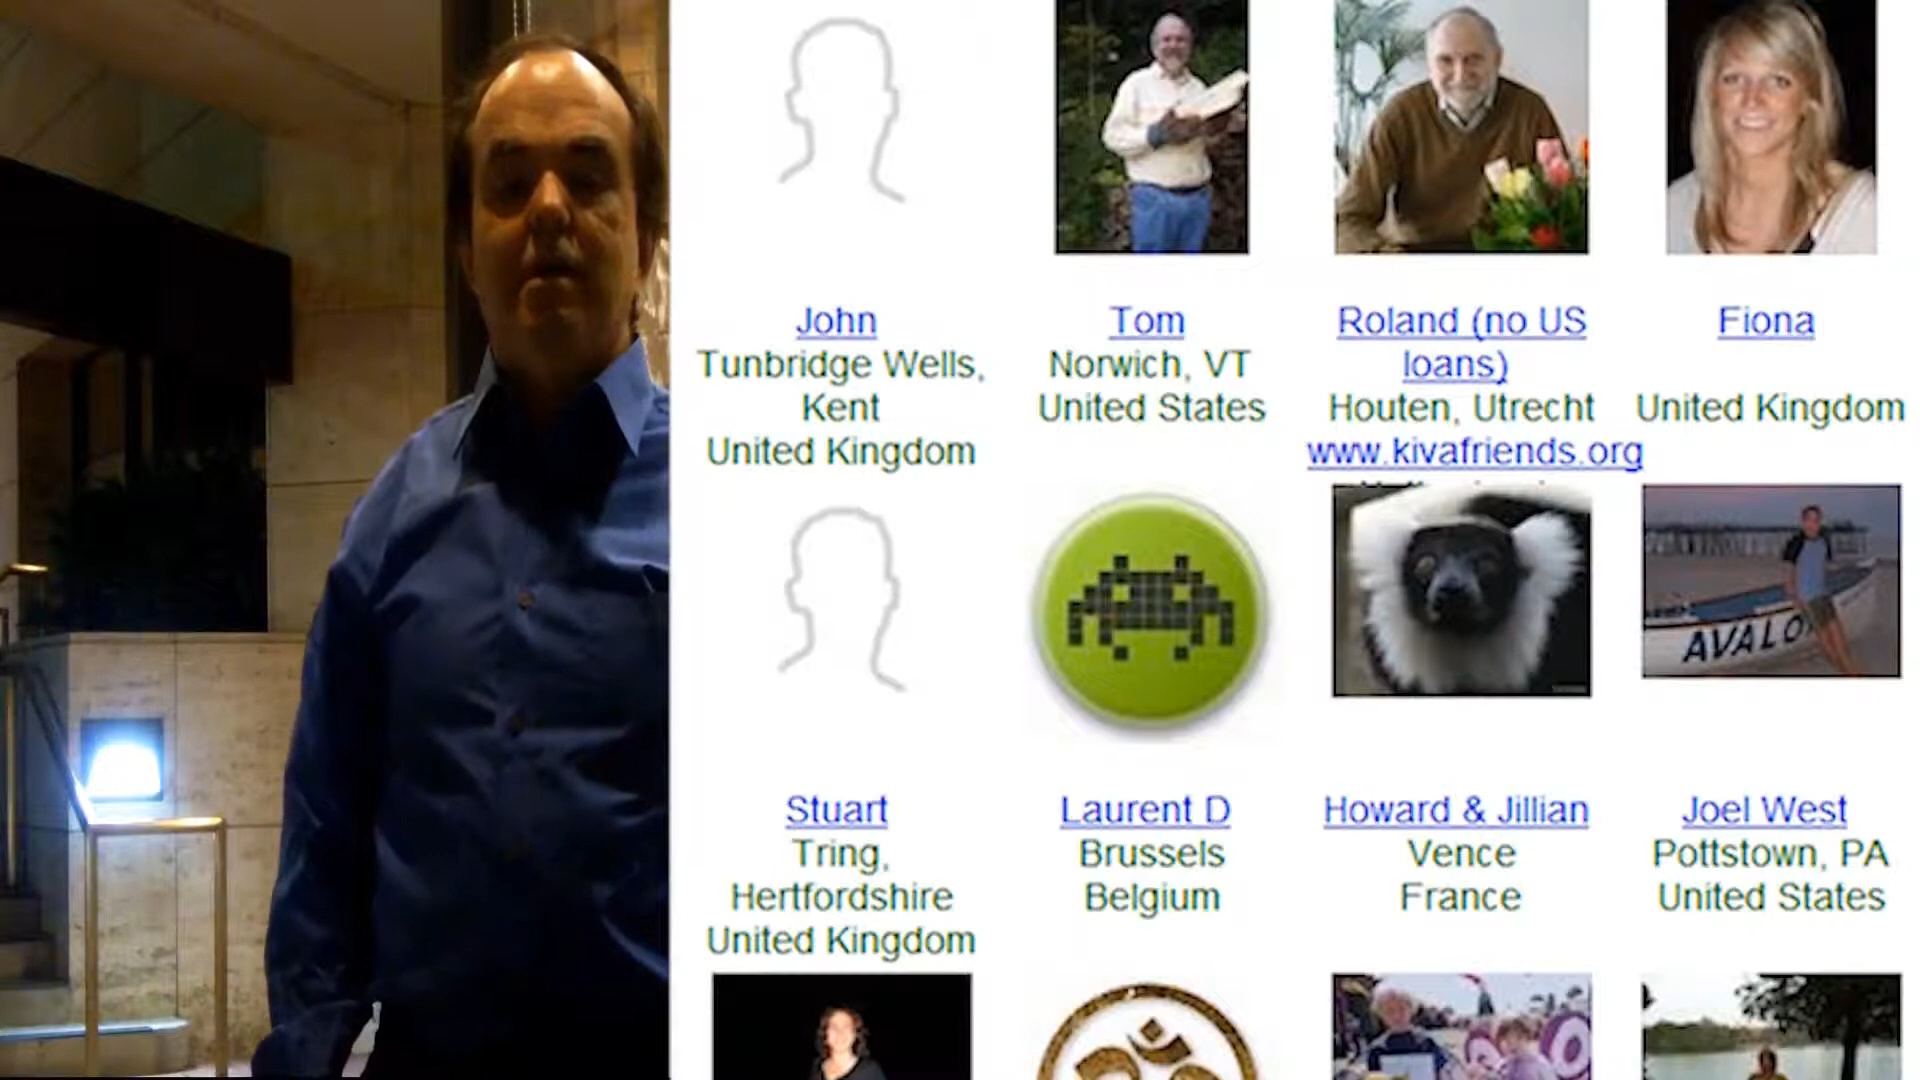 John
Tunbridge Wells,
Kent
United Kingdom
Tom
Norwich, VT
United States
Roland (no US
loans)
Houten, Utrecht
www.kivafriends.org
Fiona
United Kingdom
AVALO
Stuart
Tring,
Hertfordshire
United Kingdom
Laurent D
Brussels
Belgium
Howard & Jillian
Vence
France
Joel West
Pottstown, PA
United States